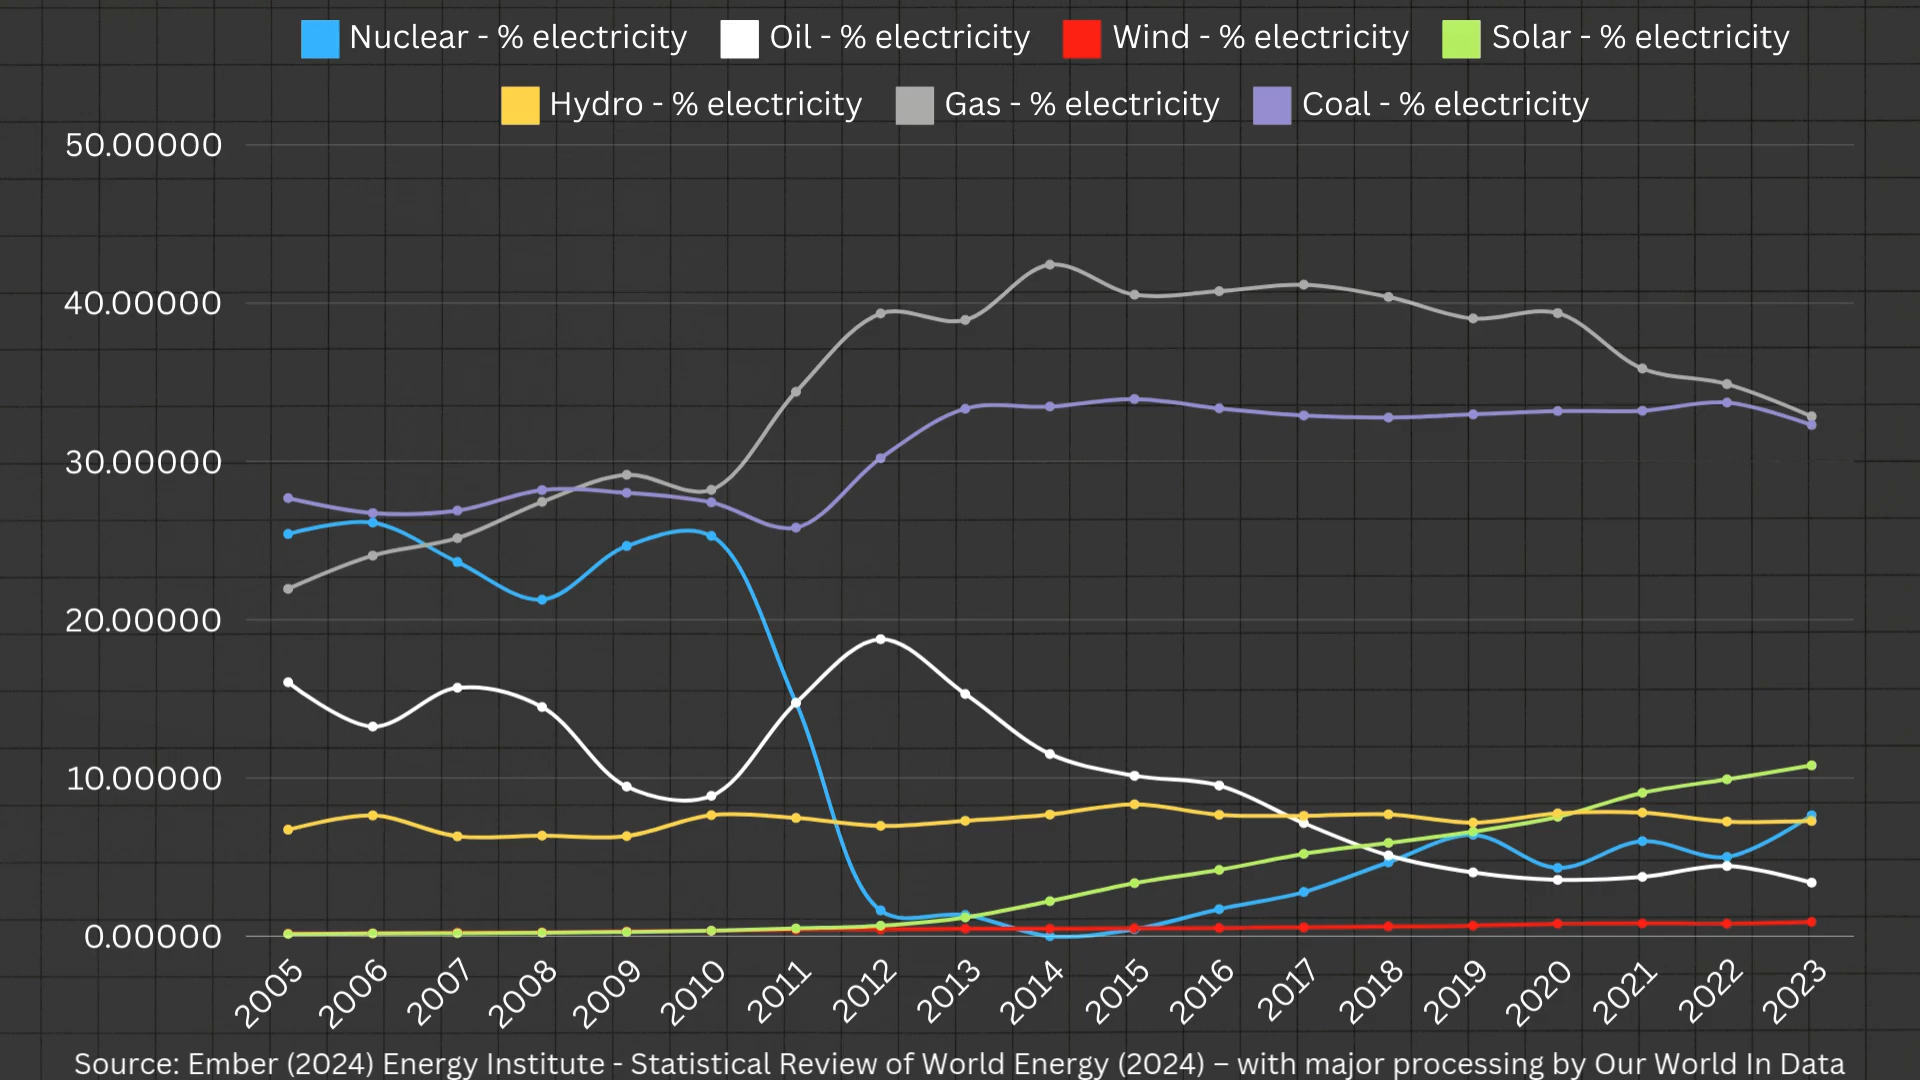 Nuclear - % electricity Oil - % electricity Wind - % electricity Solar - % electricity
Hydro - % electricity Gas - % electricity Coal - % electricity
50.00000
40.00000
30.00000
20.00000
10.00000
0.00000
2005 2006 2007 2008 2009 2010 2011 2012 2013 2014 2015 2016 2017 2018 2019 2020 2021 2022 2023
Source: Ember (2024) Energy Institute - Statistical Review of World Energy (2024) – with major processing by Our World In Data